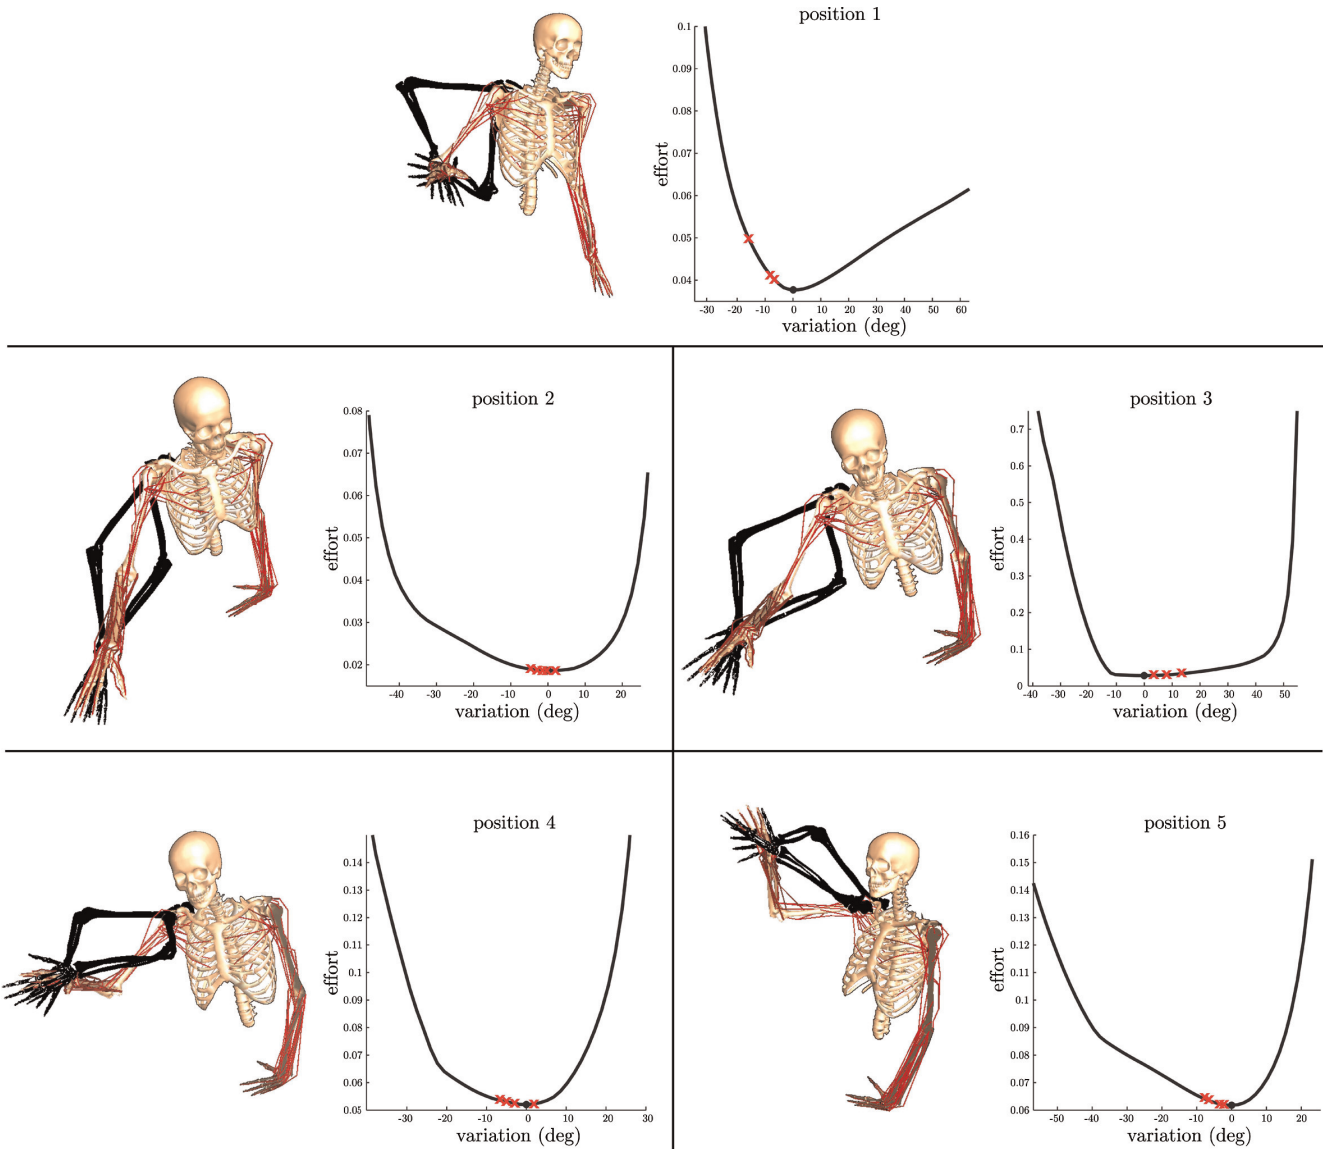 position 1
0.1
0.09
0.08
0.07
0.06
0.05
0.04
effort
-30 -20 -10 0 10 20 30 40 50 60
variation (deg)
position 2
0.08
0.07
0.06
0.05
0.04
0.03
0.02
effort
-40 -20 0 20
variation (deg)
position 3
0.7
0.6
0.5
0.4
0.3
0.2
0.1
0
effort
-40 -30 -20 -10 0 10 20 30 40 50
variation (deg)
position 4
0.14
0.13
0.12
0.11
0.1
0.09
0.08
0.07
0.06
0.05
effort
-30 -20 -10 0 10 20 30
variation (deg)
position 5
0.16
0.15
0.14
0.13
0.12
0.11
0.1
0.09
0.08
0.07
0.06
effort
-50 -40 -30 -20 -10 0 10 20
variation (deg)